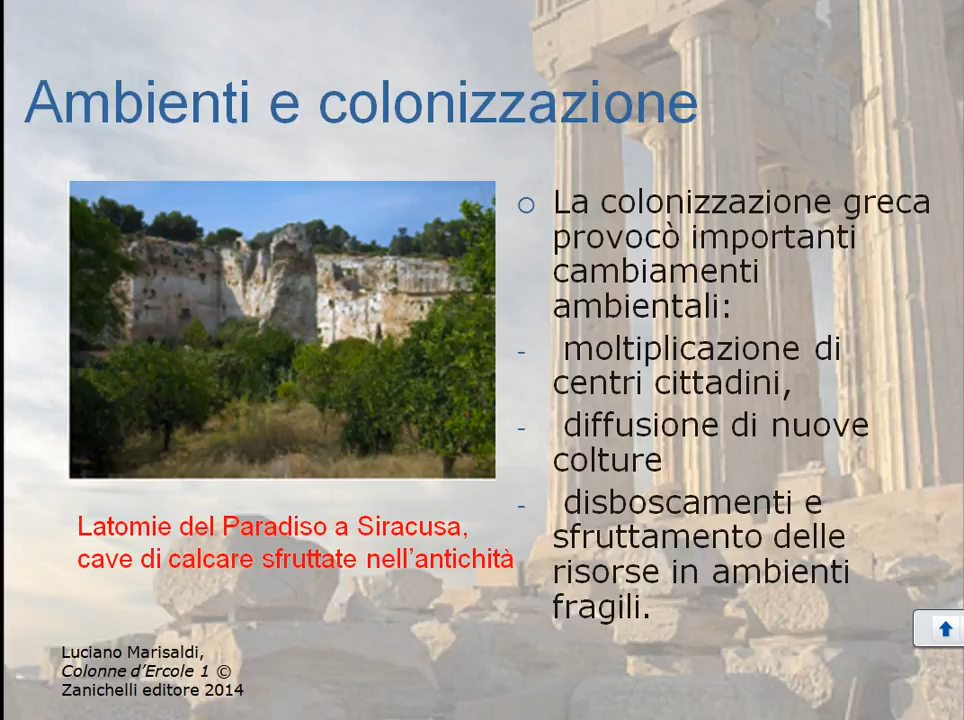 Ambienti e colonizzazione
○ La colonizzazione greca
provocò importanti
cambiamenti
ambientali:
- moltiplicazione di
centri cittadini,
- diffusione di nuove
colture
- disboscamenti e
sfruttamento delle
risorse in ambienti
fragili.
Latomie del Paradiso a Siracusa,
cave di calcare sfruttate nell'antichità
Luciano Marisaldi,
Colonne d'Ercole 1 ©
Zanichelli editore 2014